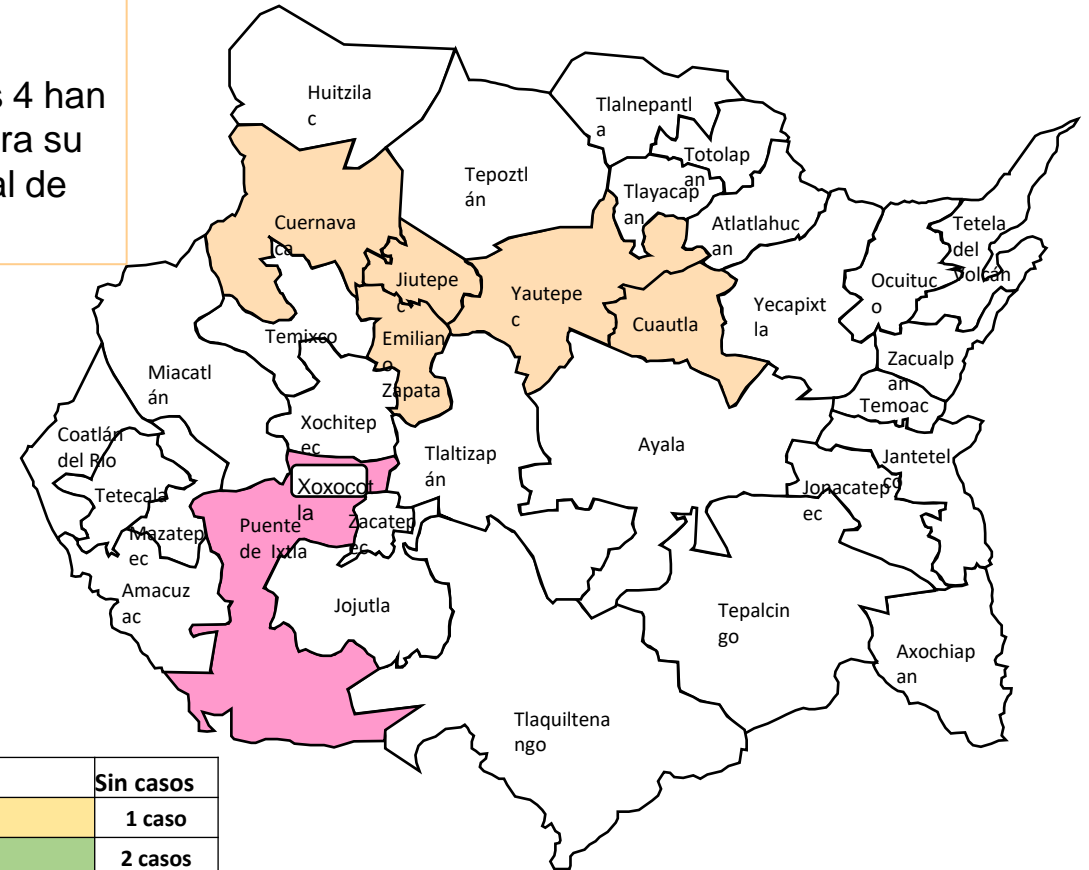 s 4 han
ra su
al de
Huitzila
c
Tlalnepantl
a
Totolap
an
Tepoztl
án
Tlayacap
an
Atlatlahuc
an
Tetela
del
Volcán
Cuernava
ca
Jiutepe
c
Yautepe
c
Ocuituc
o
Yecapixt
la
Cuautla
Temixco
Emilian
o
Zapata
Zacualp
an
Miacatl
án
Temoac
Xochitep
ec
Coatlán
del Rio
Tlaltizap
án
Ayala
Jantetel
co
Jonacatep
ec
Xoxocot
la
Tetecala
Puente
de Ixtla
Zacatep
ec
Mazatep
ec
Amacuz
ac
Jojutla
Tepalcin
go
Axochiap
an
Tlaquiltena
ngo
Sin casos
1 caso
2 casos